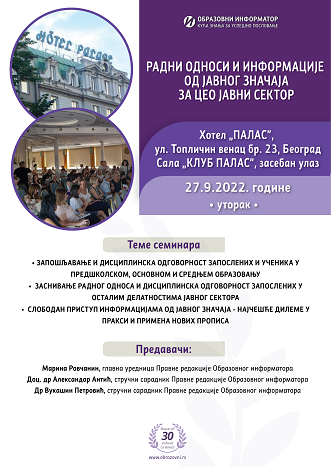 ОБРАЗОВНИ ИНФОРМАТОР
КУЋА ЗНАЊА ЗА УСПЕШНО ПОСЛОВАЊЕ
HOTEL PALACE
РАДНИ ОДНОСИ И ИНФОРМАЦИЈЕ
ОД ЈАВНОГ ЗНАЧАЈА
ЗА ЦЕО ЈАВНИ СЕКТОР
Хотел „ПАЛАС”,
ул. Топличин венац бр. 23, Београд
Сала „КЛУБ ПАЛАС”, засебан улаз
27.9.2022. године
• уторак •
Теме семинара
• ЗАПОШЉАВАЊЕ И ДИСЦИПЛИНСКА ОДГОВОРНОСТ ЗАПОСЛЕНИХ И УЧЕНИКА У
ПРЕДШКОЛСКОМ, ОСНОВНОМ И СРЕДЊЕМ ОБРАЗОВАЊУ
• ЗАСНИВАЊЕ РАДНОГ ОДНОСА И ДИСЦИПЛИНСКА ОДГОВОРНОСТ ЗАПОСЛЕНИХ У
ОСТАЛИМ ДЕЛАТНОСТИМА ЈАВНОГ СЕКТОРА
• СЛОБОДАН ПРИСТУП ИНФОРМАЦИЈАМА ОД ЈАВНОГ ЗНАЧАЈА - НАЈЧЕШЋЕ ДИЛЕМЕ У
ПРАКСИ И ПРИМЕНА НОВИХ ПРОПИСА
Предавачи:
Марина Ровчанин, главна уредница Правне редакције Образовног информатора
Доц. др Александар Антић, стручни сарадник Правне редакције Образовног информатора
Др Вукашин Петровић, стручни сарадник Правне редакције Образовног информатора
30
www.obrazovni.rs